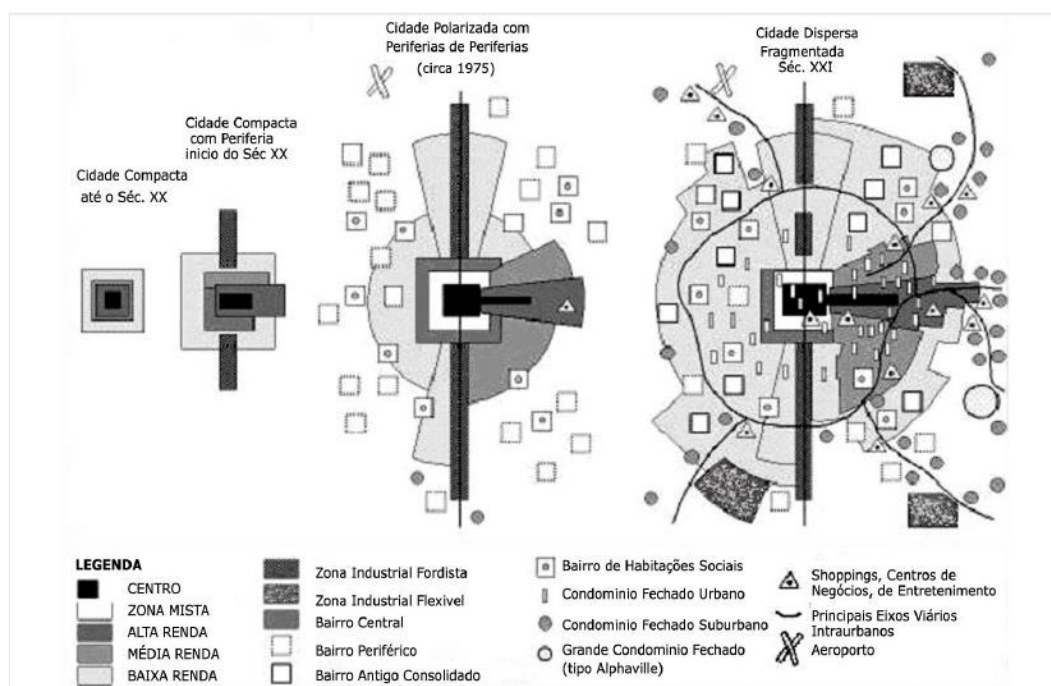 Cidade Compacta
até o Séc. XX
Cidade Compacta
com Periferia
inicio do Séc XX
Cidade Polarizada com
Periferias de Periferias
(circa 1975)
Cidade Dispersa
Fragmentada
Séc. XXI
LEGENDA
CENTRO
ZONA MISTA
ALTA RENDA
MÉDIA RENDA
BAIXA RENDA
Zona Industrial Fordista
Zona Industrial Flexivel
Bairro Central
Bairro Periférico
Bairro Antigo Consolidado
Bairro de Habitações Sociais
Condominio Fechado Urbano
Condominio Fechado Suburbano
Grande Condominio Fechado
(tipo Alphaville)
Shoppings, Centros de
Negócios, de Entretenimento
Principais Eixos Viários
Intraurbanos
Aeroporto